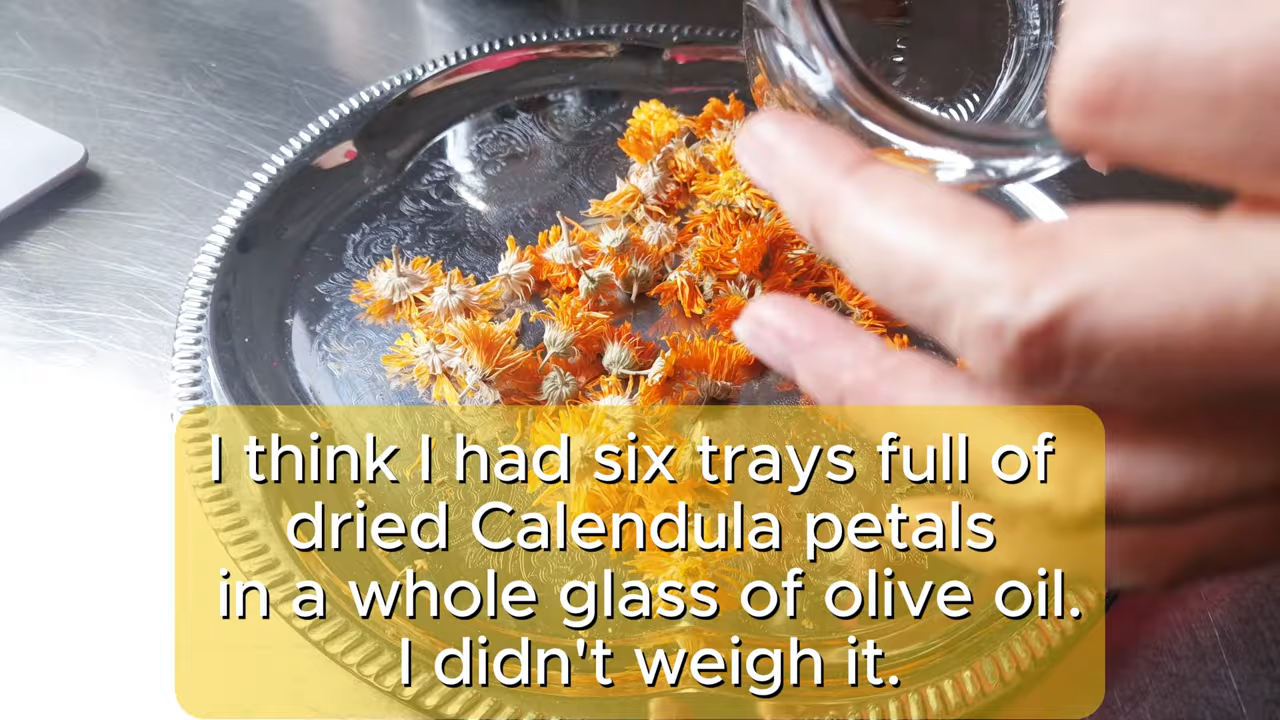 I think I had six trays full of
dried Calendula petals
in a whole glass of olive oil.
I didn't weigh it.